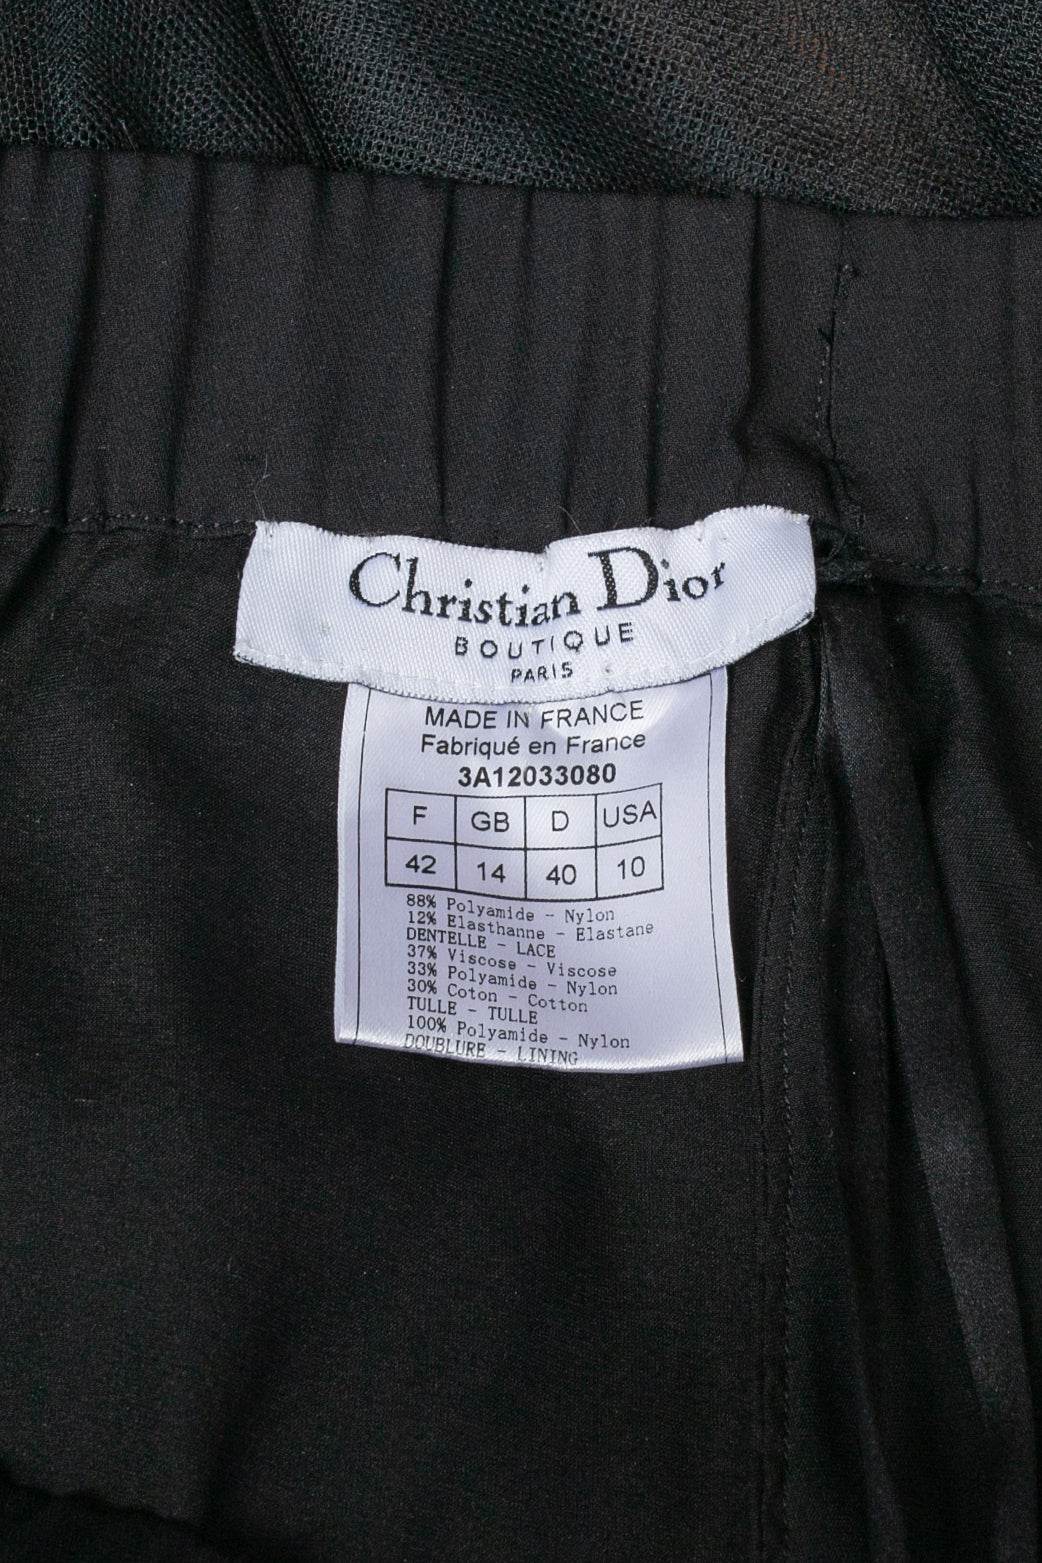 Christian Dior
BOUTIQUE
PARIS
MADE IN FRANCE
Fabriqué en France
3A12033080
F GB D USA
42 14 40 10
88% Polyamide - Nylon
12% Elasthanne - Elastane
DENTELLE - LACE
37% Viscose - Viscose
33% Polyamide - Nylon
30% Coton - Cotton
TULLE - TULLE
100% Polyamide - Nylon
DOUBLURE - LINING